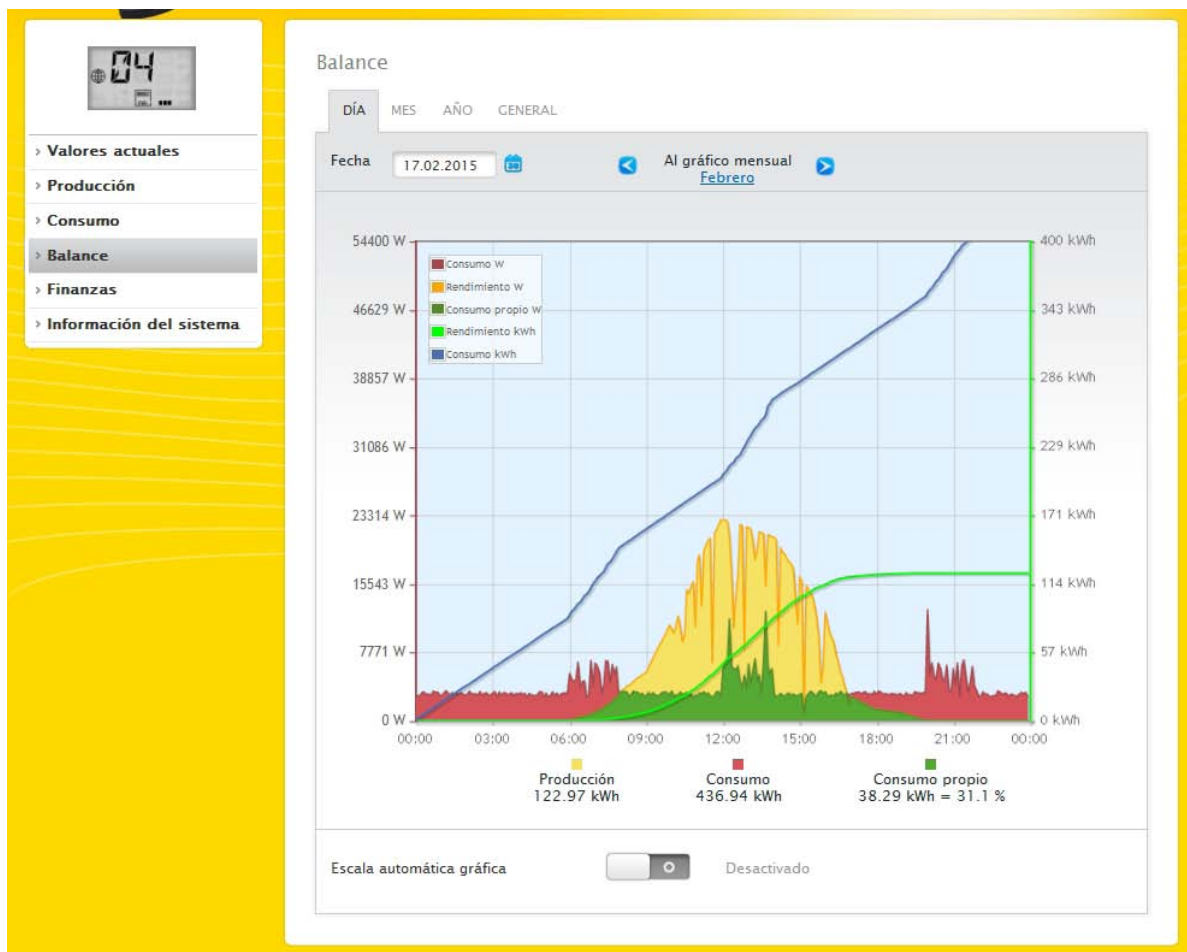 04
Valores actuales
Producción
Consumo
Balance
Finanzas
Información del sistema
Balance
DÍA MES AÑO GENERAL
Fecha 17.02.2015 Al gráfico mensual
Febrero
54400 W
46629 W
38857 W
31086 W
23314 W
15543 W
7771 W
0 W
Consumo W
Rendimiento W
Consumo propio W
Rendimiento kWh
Consumo kWh
400 kWh
343 kWh
286 kWh
229 kWh
171 kWh
114 kWh
57 kWh
0 kWh
00:00 03:00 06:00 09:00 12:00 15:00 18:00 21:00 00:00
Producción Consumo Consumo propio
122.97 kWh 436.94 kWh 38.29 kWh = 31.1 %
Escala automática gráfica Desactivado